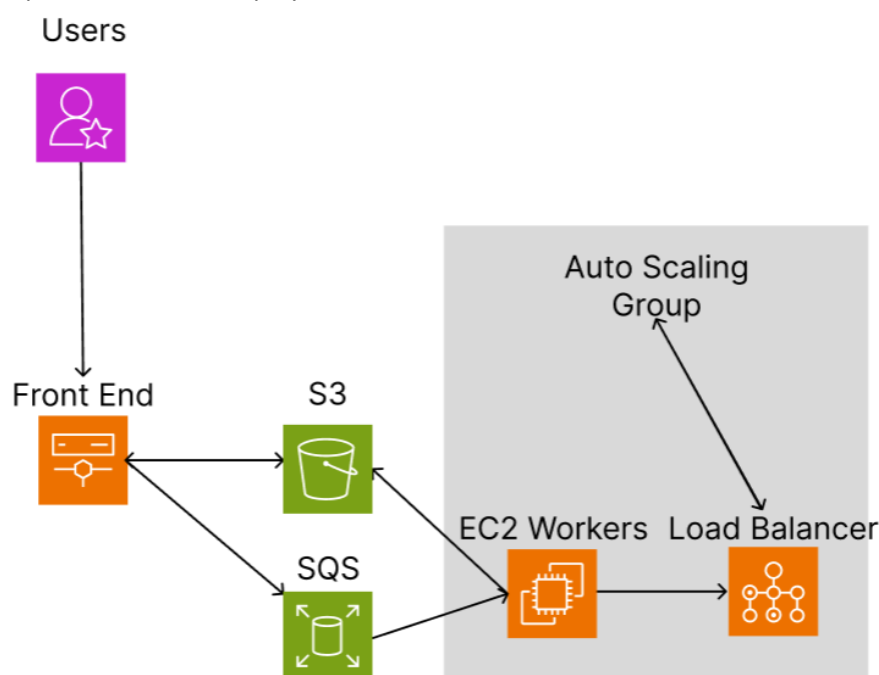 Users
Auto Scaling
Group
Front End
S3
EC2 Workers
Load Balancer
SQS